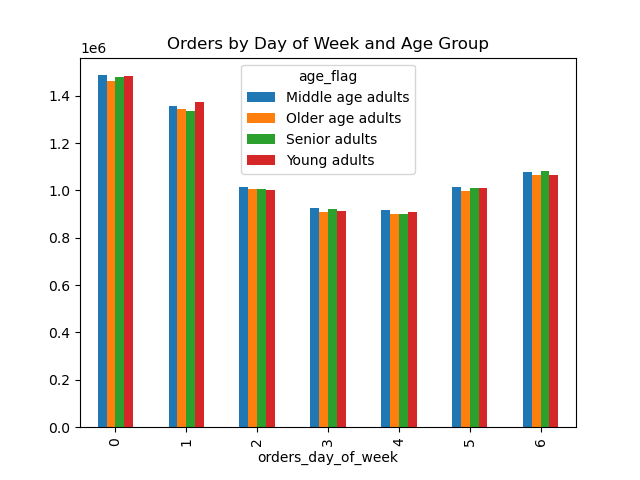 Orders by Day of Week and Age Group
1e6
age_flag
Middle age adults
Older age adults
Senior adults
Young adults
1.4
1.2
1.0
0.8
0.6
0.4
0.2
0.0
0 1 2 3 4 5 6
orders_day_of_week